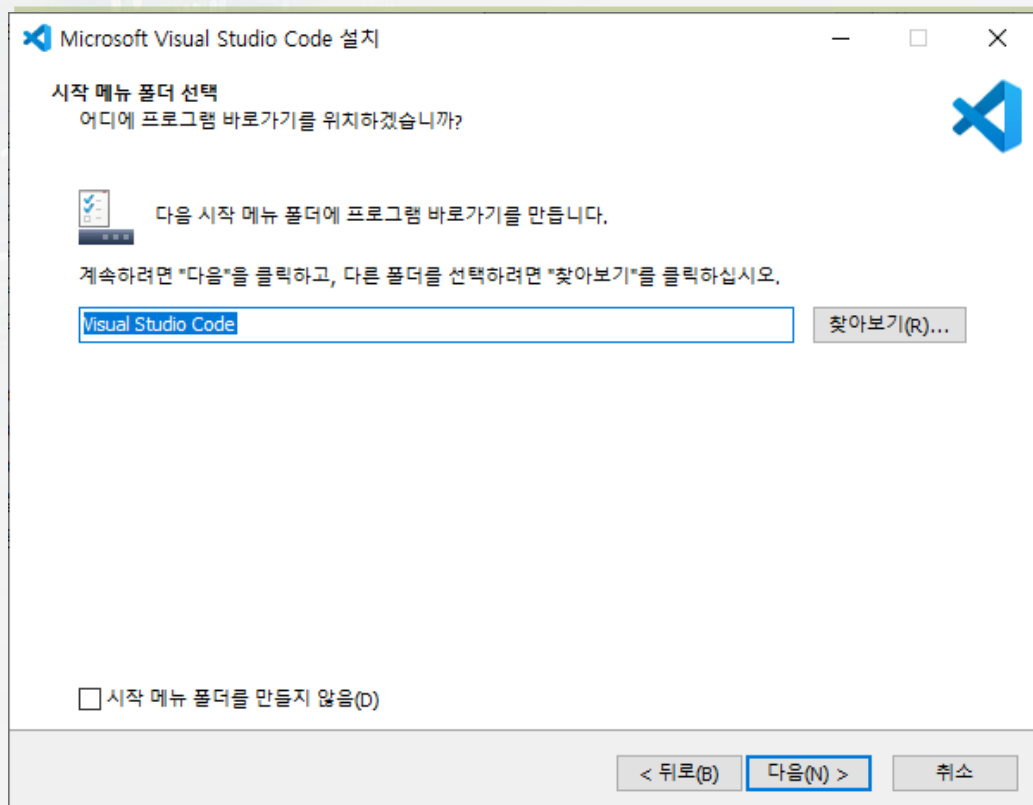 Microsoft Visual Studio Code 설치
시작 메뉴 폴더 선택
어디에 프로그램 바로가기를 위치하겠습니까?
다음 시작 메뉴 폴더에 프로그램 바로가기를 만듭니다.
계속하려면 "다음"을 클릭하고, 다른 폴더를 선택하려면 "찾아보기"를 클릭하십시오.
Visual Studio Code 찾아보기(R)...
시작 메뉴 폴더를 만들지 않음(D)
< 뒤로(B) 다음(N) > 취소